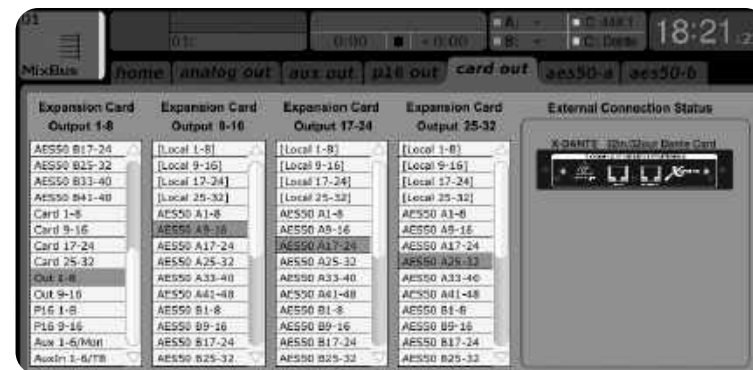 01
01:
0:00
- 0:00
A: -
B: -
C: Dante
18:21
MixBus
home
analog out
aux out
p16 out
card out
aes50-a
aes50-b
Expansion Card
Output 1-8
AES50 B17-24
AES50 B25-32
AES50 B33-40
AES50 B41-48
Card 1-8
Card 9-16
Card 17-24
Card 25-32
Out 1-8
Out 9-16
P16 1-8
P16 9-16
Aux 1-6/Mon
AuxIn 1-6/TB
Expansion Card
Output 9-16
[Local 1-8]
[Local 9-16]
[Local 17-24]
[Local 25-32]
AES50 A1-8
AES50 A9-16
AES50 A17-24
AES50 A25-32
AES50 A33-40
AES50 A41-48
AES50 B1-8
AES50 B9-16
AES50 B17-24
AES50 B25-32
Expansion Card
Output 17-24
[Local 1-8]
[Local 9-16]
[Local 17-24]
[Local 25-32]
AES50 A1-8
AES50 A9-16
AES50 A17-24
AES50 A25-32
AES50 A33-40
AES50 A41-48
AES50 B1-8
AES50 B9-16
AES50 B17-24
AES50 B25-32
Expansion Card
Output 25-32
[Local 1-8]
[Local 9-16]
[Local 17-24]
[Local 25-32]
AES50 A1-8
AES50 A9-16
AES50 A17-24
AES50 A25-32
AES50 A33-40
AES50 A41-48
AES50 B1-8
AES50 B9-16
AES50 B17-24
AES50 B25-32
External Connection Status
X-DANTE 32in/32out Dante Card